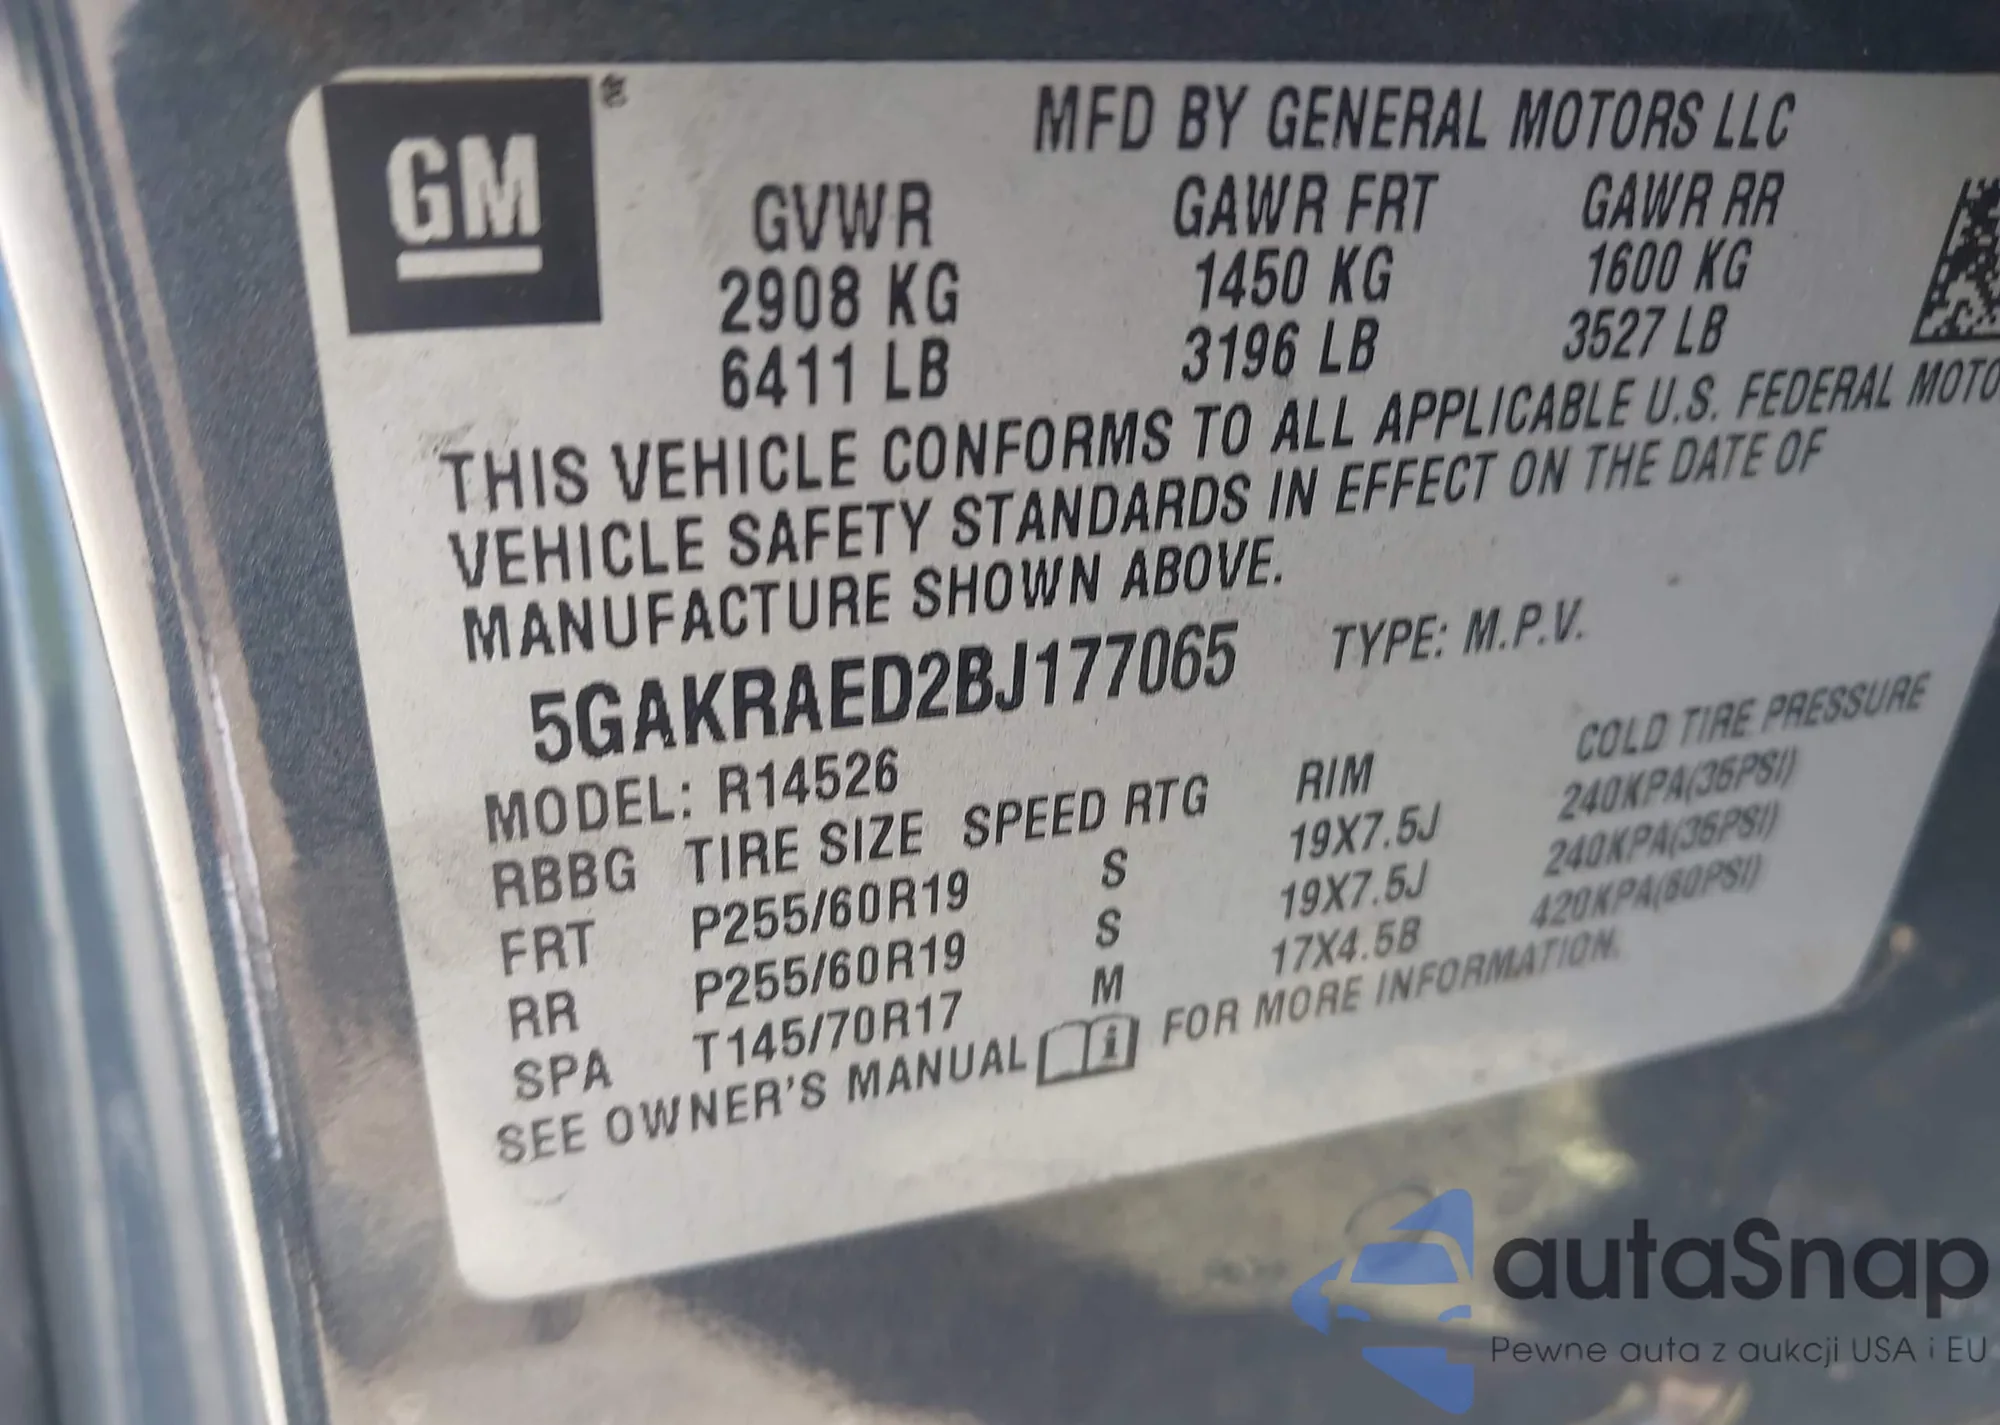 GM
MFD BY GENERAL MOTORS LLC
GVWR GAWR FRT GAWR RR
2908 KG 1450 KG 1600 KG
6411 LB 3196 LB 3527 LB
THIS VEHICLE CONFORMS TO ALL APPLICABLE U.S. FEDERAL MOTO
VEHICLE SAFETY STANDARDS IN EFFECT ON THE DATE OF
MANUFACTURE SHOWN ABOVE.
5GAKRAED2BJ177065 TYPE: M.P.V.
MODEL: R14526
RBBG TIRE SIZE SPEED RTG RIM COLD TIRE PRESSURE
FRT P255/60R19 S 19X7.5J 240KPA(35PSI)
RR P255/60R19 S 19X7.5J 240KPA(35PSI)
SPA T145/70R17 M 17X4.5B 420KPA(60PSI)
SEE OWNER'S MANUAL i FOR MORE INFORMATION.
autaSnap
Pewne auta z aukcji USA i EU